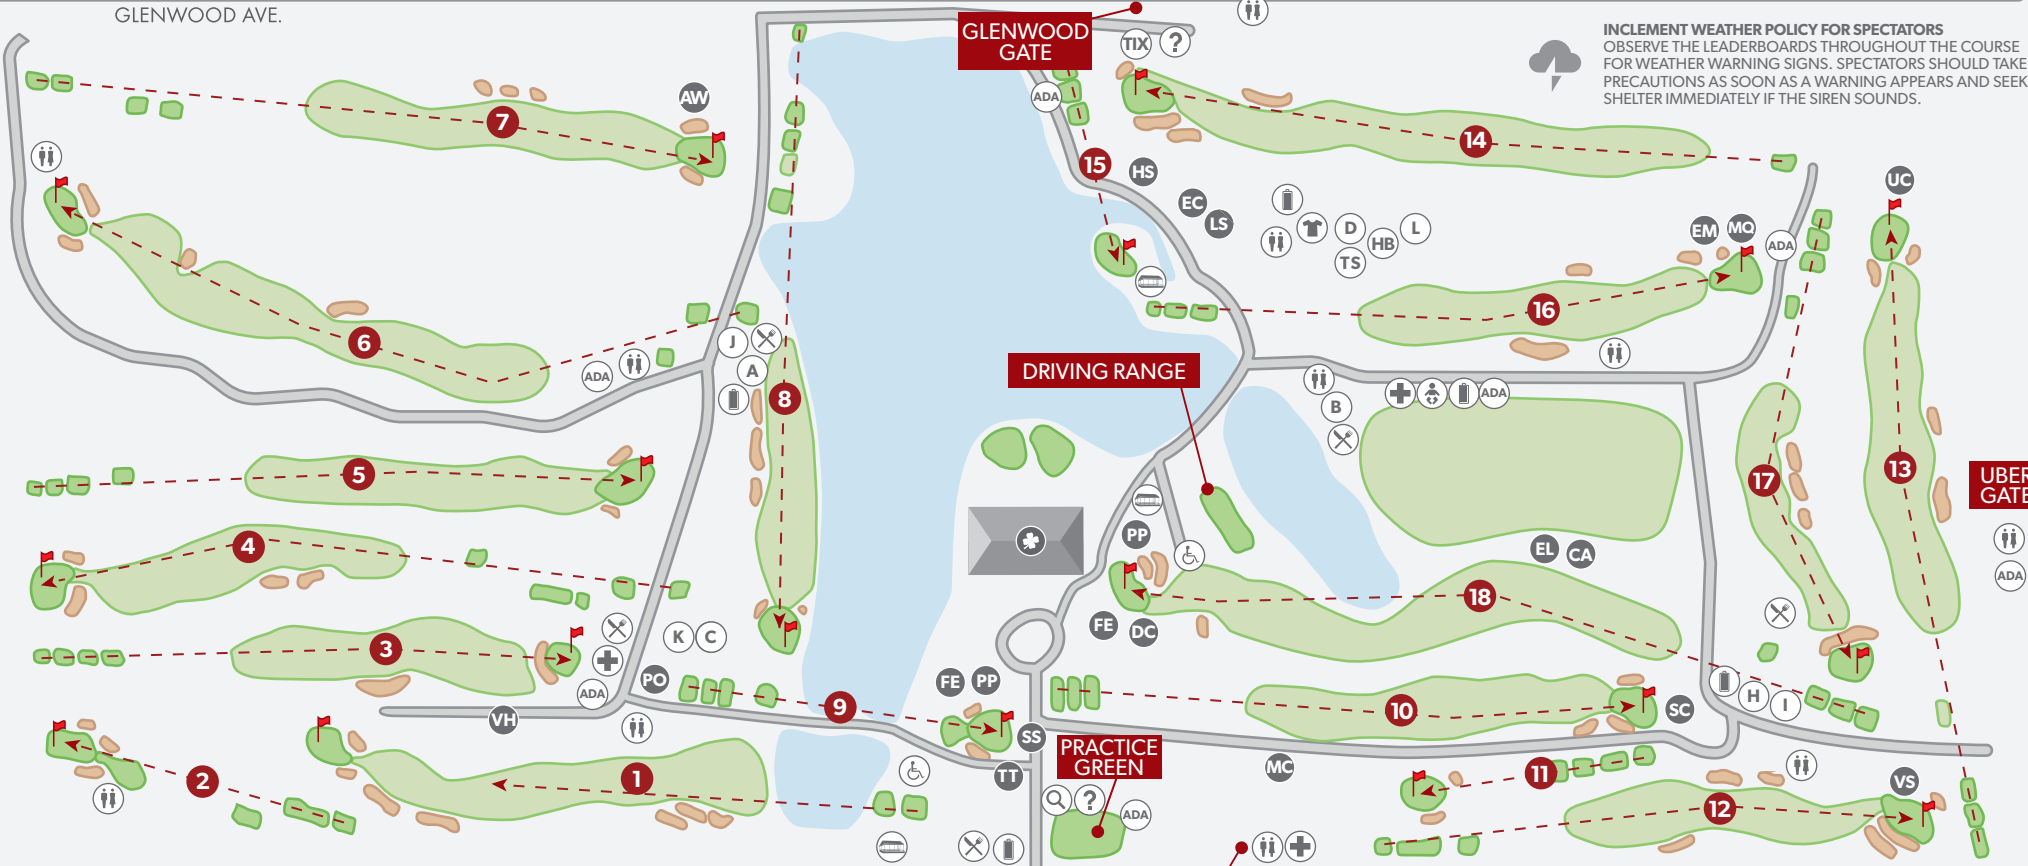 GLENWOOD AVE.
GLENWOOD
GATE
TIX
?
INCLEMENT WEATHER POLICY FOR SPECTATORS
OBSERVE THE LEADERBOARDS THROUGHOUT THE COURSE
FOR WEATHER WARNING SIGNS. SPECTATORS SHOULD TAKE
PRECAUTIONS AS SOON AS A WARNING APPEARS AND SEEK
SHELTER IMMEDIATELY IF THE SIREN SOUNDS.
AW
ADA
7
14
15
HS
UC
EC
LS
D
L
HB
TS
EM
MQ
ADA
16
6
J
A
ADA
8
DRIVING RANGE
B
ADA
5
17
13
UBER
GATE
4
PP
EL
CA
ADA
18
FE
DC
3
K
C
ADA
PO
VH
9
FE
PP
SS
TT
10
SC
H
I
PRACTICE
GREEN
MC
11
2
1
?
ADA
12
VS